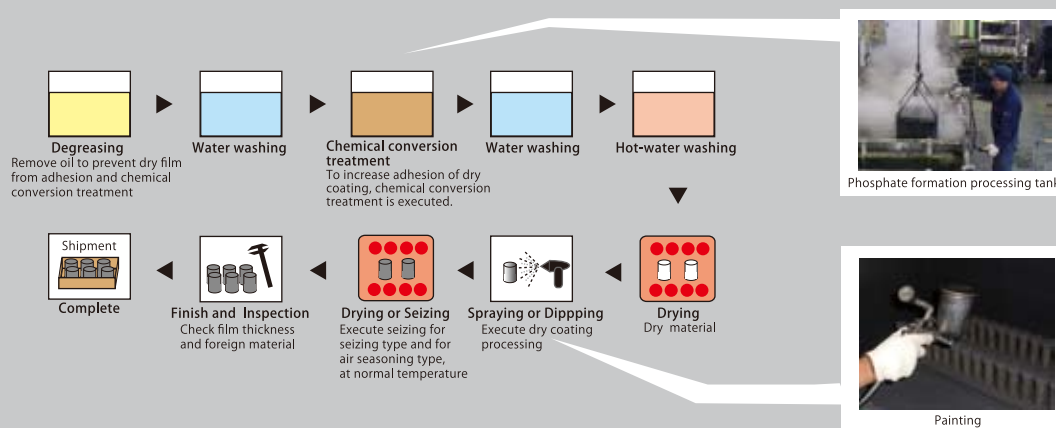 Degreasing
Remove oil to prevent dry film
from adhesion and chemical
conversion treatment
Water washing
Chemical conversion
treatment
To increase adhesion of dry
coating, chemical conversion
treatment is executed.
Water washing
Hot-water washing
Phosphate formation processing tank
Shipment
Complete
Finish and Inspection
Check film thickness
and foreign material
Drying or Seizing
Execute seizing for
seizing type and for
air seasoning type,
at normal temperature
Spraying or Dippping
Execute dry coating
processing
Drying
Dry material
Painting